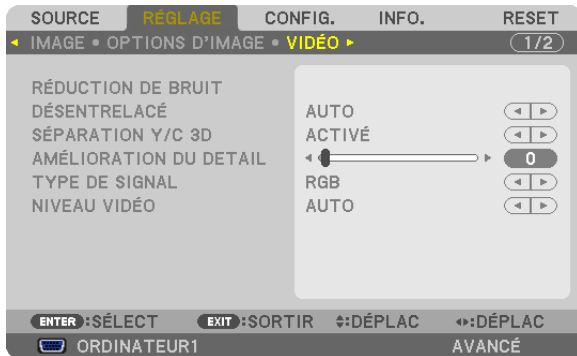 SOURCE RÉGLAGE CONFIG. INFO. RESET
IMAGE • OPTIONS D'IMAGE • VIDÉO 1/2
RÉDUCTION DE BRUIT
DÉSENTRELACÉ AUTO
SÉPARATION Y/C 3D ACTIVÉ
AMÉLIORATION DU DETAIL 0
TYPE DE SIGNAL RGB
NIVEAU VIDÉO AUTO
ENTER :SÉLECT EXIT :SORTIR :DÉPLAC :DÉPLAC
ORDINATEUR1 AVANCÉ